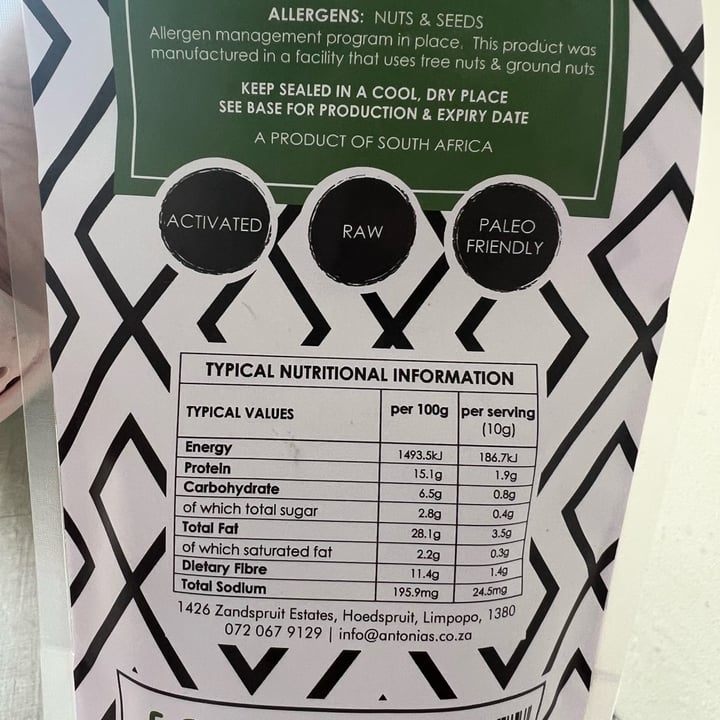 ALLERGENS: NUTS & SEEDS
Allergen management program in place. This product was
manufactured in a facility that uses tree nuts & ground nuts
KEEP SEALED IN A COOL, DRY PLACE
SEE BASE FOR PRODUCTION & EXPIRY DATE
A PRODUCT OF SOUTH AFRICA
ACTIVATED
RAW
PALEO
FRIENDLY
TYPICAL NUTRITIONAL INFORMATION
TYPICAL VALUES per 100g per serving
(10g)
Energy 1493.5kJ 186.7kJ
Protein 15.1g 1.9g
Carbohydrate 6.5g 0.8g
of which total sugar 2.8g 0.4g
Total Fat 28.1g 3.5g
of which saturated fat 2.2g 0.3g
Dietary Fibre 11.4g 1.4g
Total Sodium 195.9mg 24.5mg
1426 Zandspruit Estates, Hoedspruit, Limpopo, 1380
072 067 9129 | info@antonias.co.za